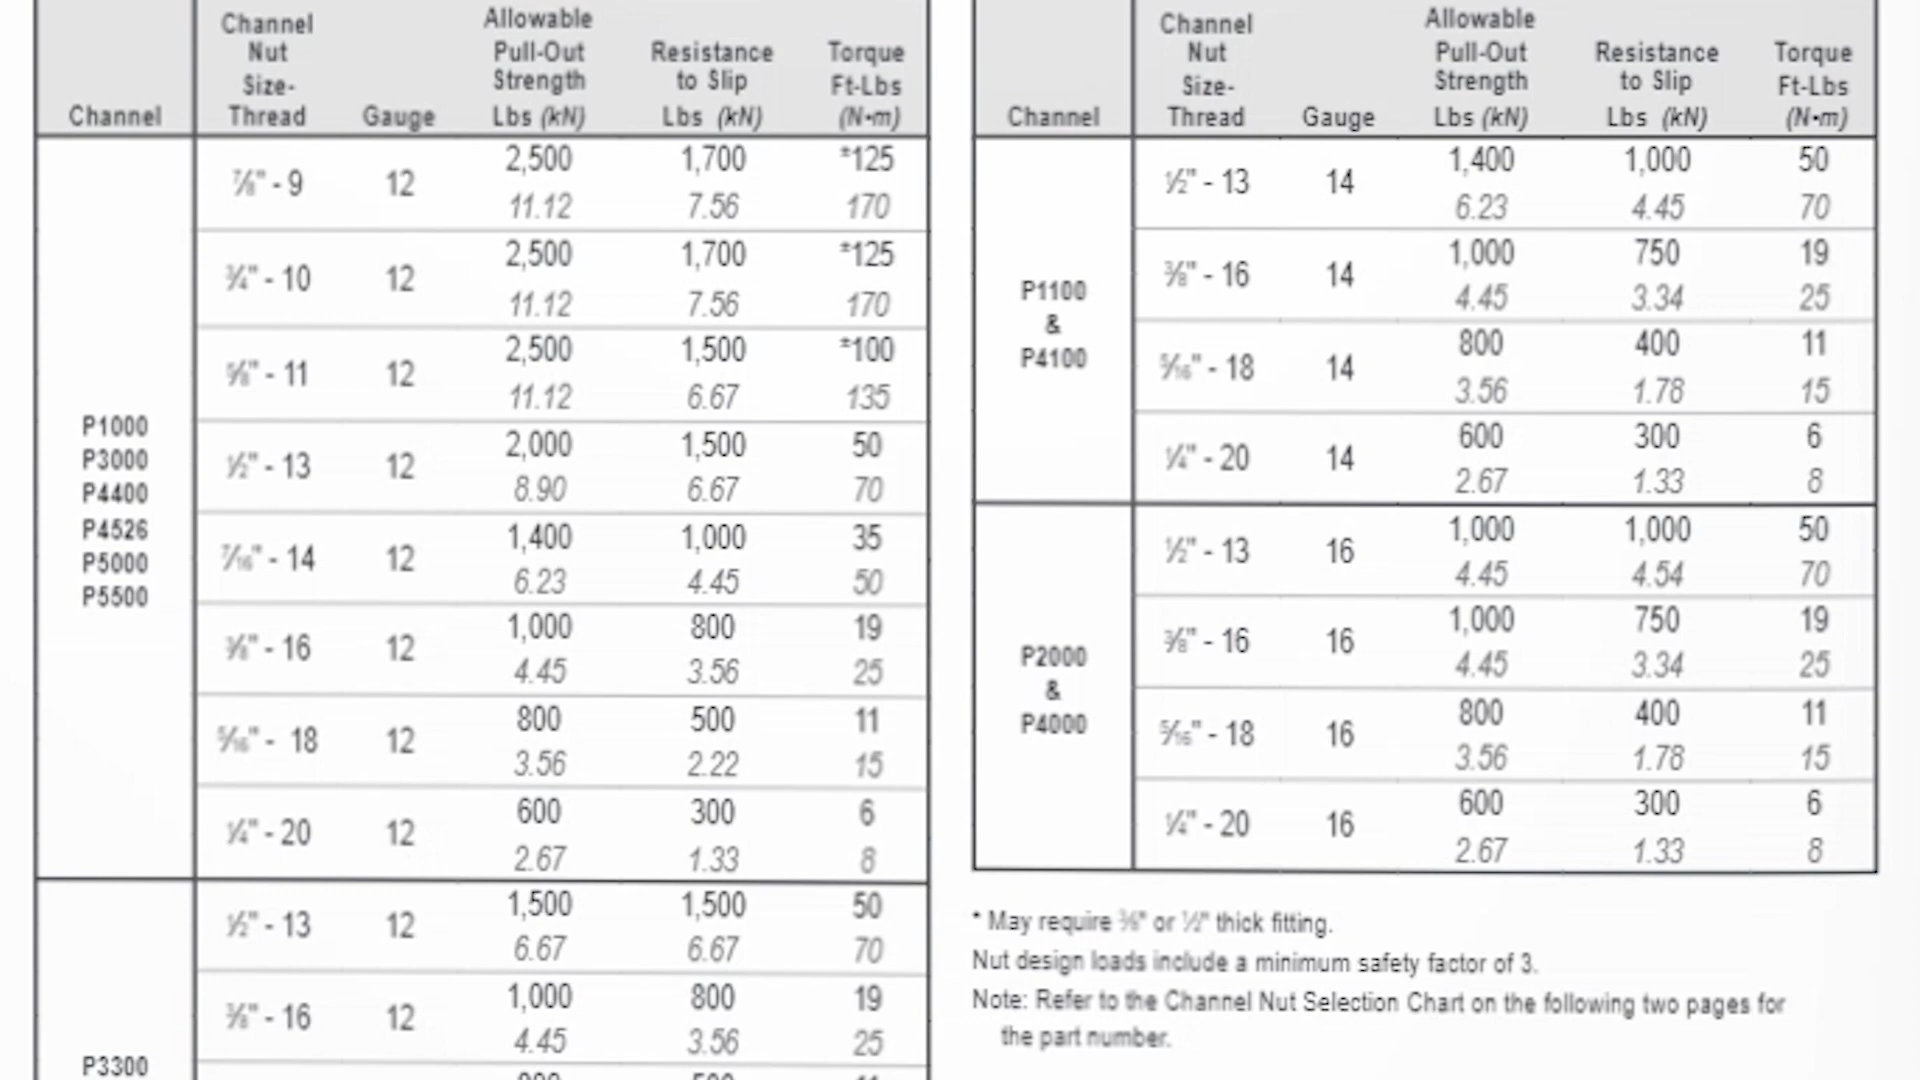 Channel
Channel Nut Size- Thread
Gauge
Allowable Pull-Out Strength Lbs (kN)
Resistance to Slip Lbs (kN)
Torque Ft-Lbs (N•m)
P1000
P3000
P4400
P4526
P5000
P5500
⅞" - 9 12 2,500 1,700 *125
11.12 7.56 170
¾" - 10 12 2,500 1,700 *125
11.12 7.56 170
⅝" - 11 12 2,500 1,500 *100
11.12 6.67 135
½" - 13 12 2,000 1,500 50
8.90 6.67 70
7⁄16" - 14 12 1,400 1,000 35
6.23 4.45 50
⅜" - 16 12 1,000 800 19
4.45 3.56 25
5⁄16" - 18 12 800 500 11
3.56 2.22 15
¼" - 20 12 600 300 6
2.67 1.33 8
P3300
½" - 13 12 1,500 1,500 50
6.67 6.67 70
⅜" - 16 12 1,000 800 19
4.45 3.56 25
Channel
Channel Nut Size- Thread
Gauge
Allowable Pull-Out Strength Lbs (kN)
Resistance to Slip Lbs (kN)
Torque Ft-Lbs (N•m)
P1100
&
P4100
½" - 13 14 1,400 1,000 50
6.23 4.45 70
⅜" - 16 14 1,000 750 19
4.45 3.34 25
5⁄16" - 18 14 800 400 11
3.56 1.78 15
¼" - 20 14 600 300 6
2.67 1.33 8
P2000
&
P4000
½" - 13 16 1,000 1,000 50
4.45 4.54 70
⅜" - 16 16 1,000 750 19
4.45 3.34 25
5⁄16" - 18 16 800 400 11
3.56 1.78 15
¼" - 20 16 600 300 6
2.67 1.33 8
* May require ⅜" or ½" thick fitting.
Nut design loads include a minimum safety factor of 3.
Note: Refer to the Channel Nut Selection Chart on the following two pages for
the part number.